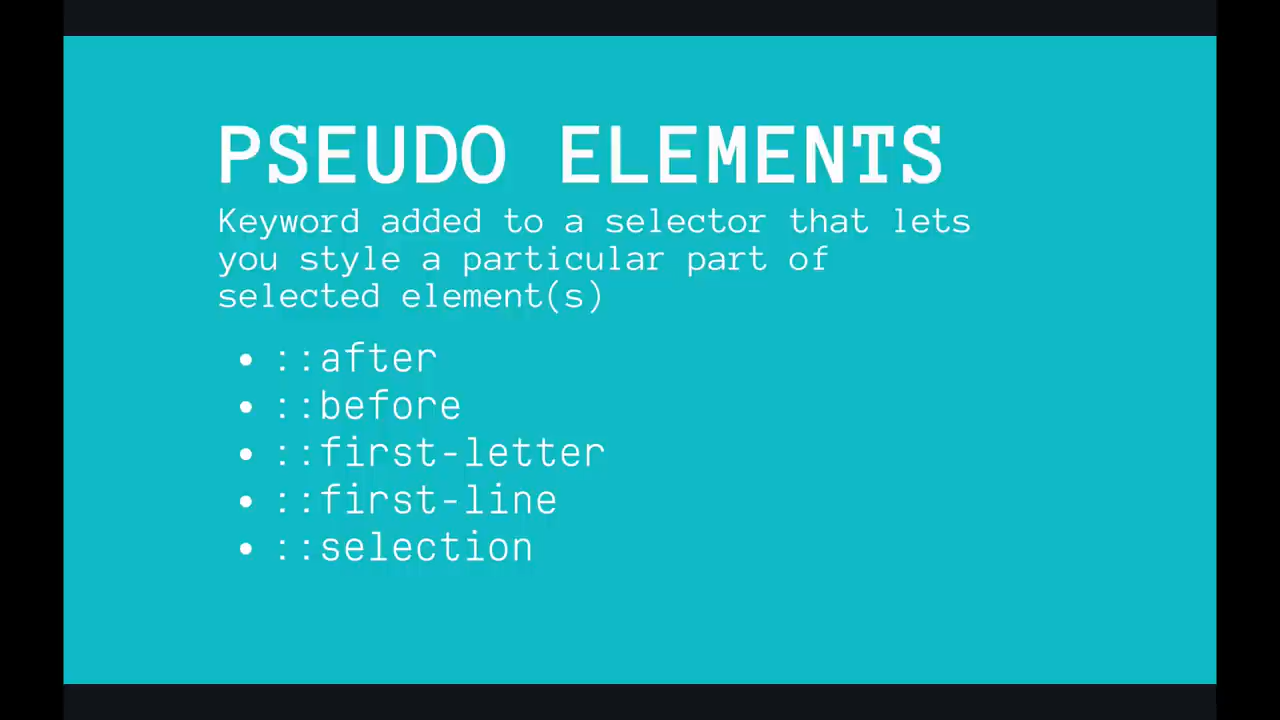 PSEUDO ELEMENTS
Keyword added to a selector that lets
you style a particular part of
selected element(s)
• ::after
• ::before
• ::first-letter
• ::first-line
• ::selection